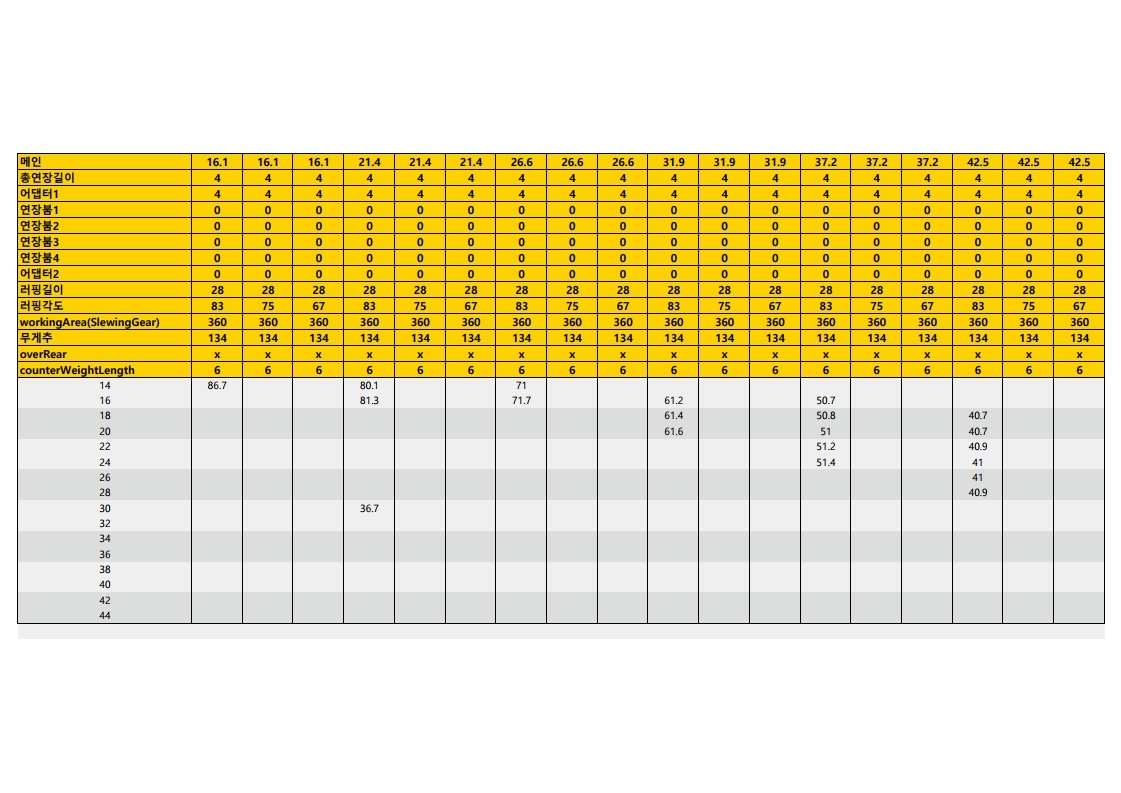 메인 16.1 16.1 16.1 21.4 21.4 21.4 26.6 26.6 26.6 31.9 31.9 31.9 37.2 37.2 37.2 42.5 42.5 42.5
총연장길이 4 4 4 4 4 4 4 4 4 4 4 4 4 4 4 4 4 4
어댑터1 4 4 4 4 4 4 4 4 4 4 4 4 4 4 4 4 4 4
연장붐1 0 0 0 0 0 0 0 0 0 0 0 0 0 0 0 0 0 0
연장붐2 0 0 0 0 0 0 0 0 0 0 0 0 0 0 0 0 0 0
연장붐3 0 0 0 0 0 0 0 0 0 0 0 0 0 0 0 0 0 0
연장붐4 0 0 0 0 0 0 0 0 0 0 0 0 0 0 0 0 0 0
어댑터2 0 0 0 0 0 0 0 0 0 0 0 0 0 0 0 0 0 0
러핑길이 28 28 28 28 28 28 28 28 28 28 28 28 28 28 28 28 28 28
러핑각도 83 75 67 83 75 67 83 75 67 83 75 67 83 75 67 83 75 67
workingArea(SlewingGear) 360 360 360 360 360 360 360 360 360 360 360 360 360 360 360 360 360 360
무게추 134 134 134 134 134 134 134 134 134 134 134 134 134 134 134 134 134 134
overRear x x x x x x x x x x x x x x x x x x
counterWeightLength 6 6 6 6 6 6 6 6 6 6 6 6 6 6 6 6 6 6
14 86.7 80.1 71
16 81.3 71.7 61.2 50.7
18 61.4 50.8 40.7
20 61.6 51 40.7
22 51.2 40.9
24 51.4 41
26 41
28 40.9
30 36.7
32
34
36
38
40
42
44